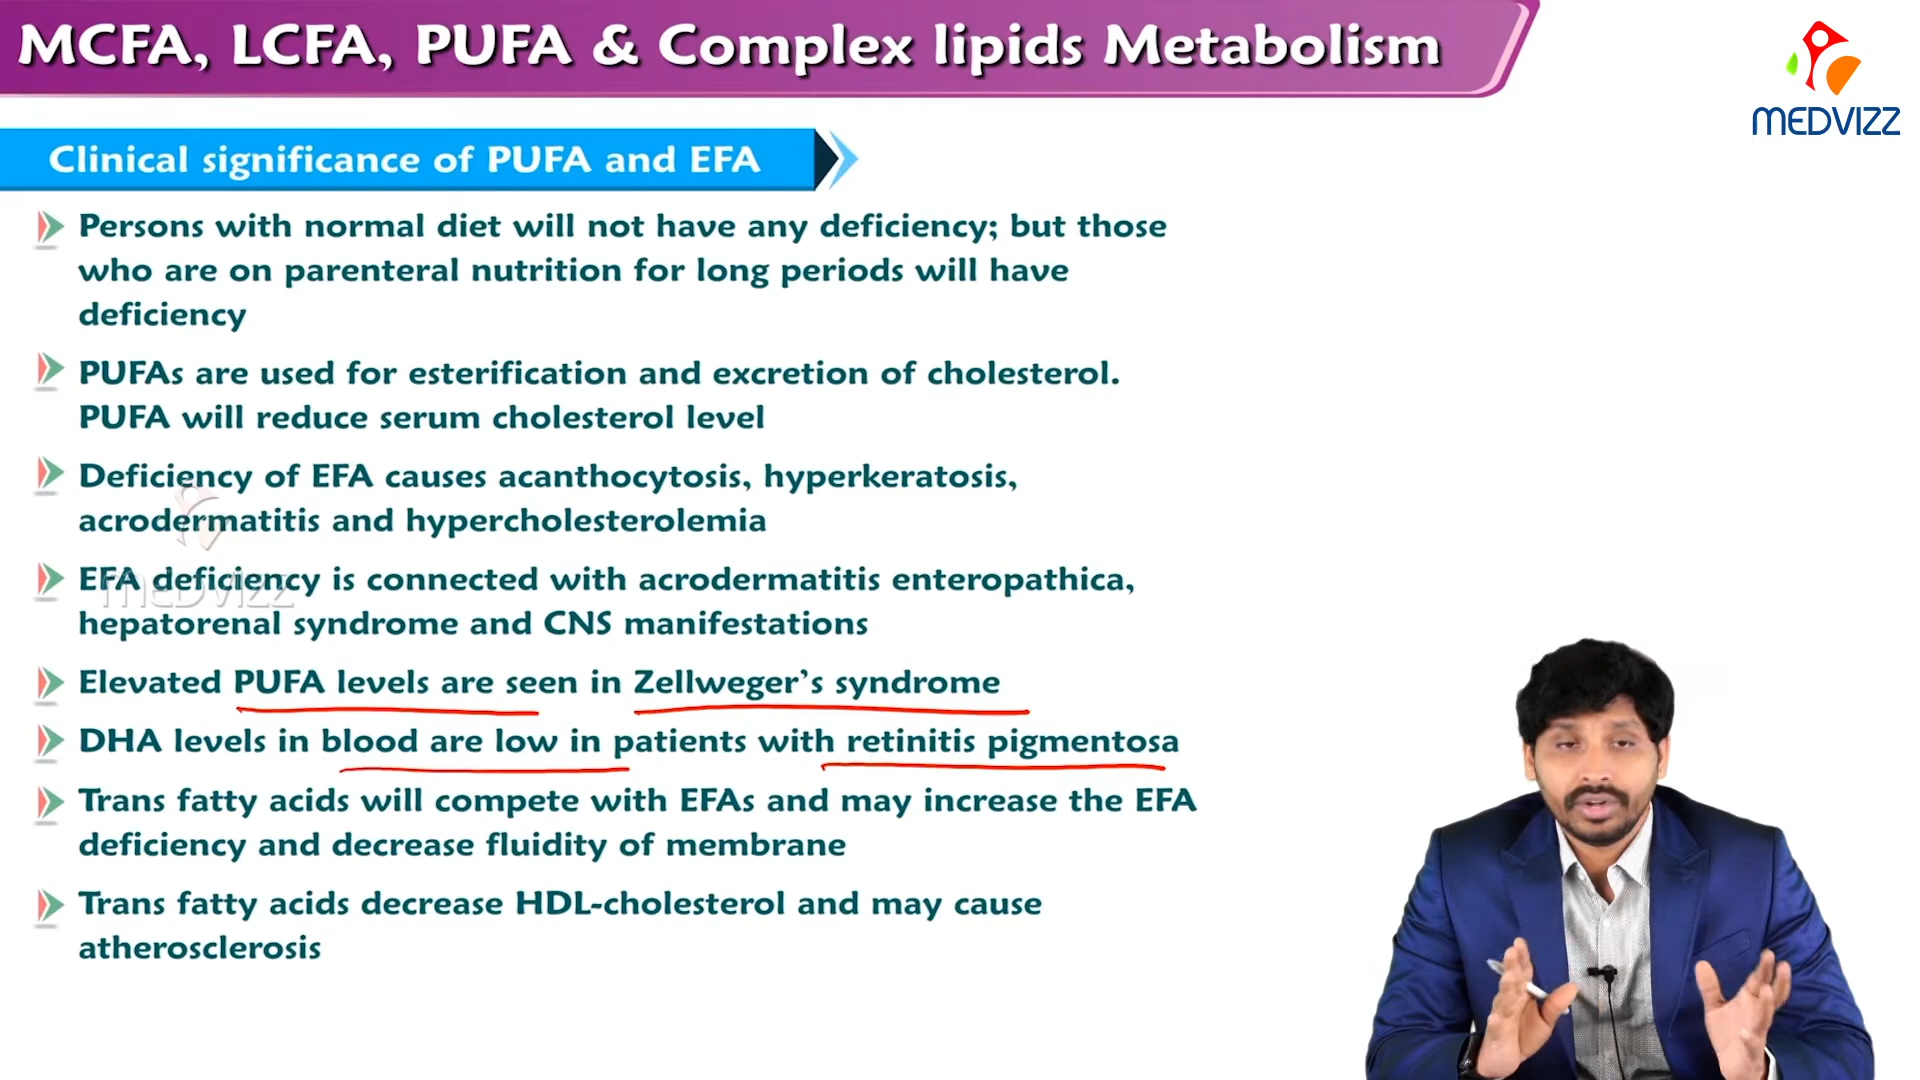 MCFA, LCFA, PUFA & Complex lipids Metabolism
MEDVIZZ
Clinical significance of PUFA and EFA
Persons with normal diet will not have any deficiency; but those
who are on parenteral nutrition for long periods will have
deficiency
PUFAs are used for esterification and excretion of cholesterol.
PUFA will reduce serum cholesterol level
Deficiency of EFA causes acanthocytosis, hyperkeratosis,
acrodermatitis and hypercholesterolemia
EFA deficiency is connected with acrodermatitis enteropathica,
hepatorenal syndrome and CNS manifestations
MEDVIZZ
Elevated PUFA levels are seen in Zellweger's syndrome
DHA levels in blood are low in patients with retinitis pigmentosa
Trans fatty acids will compete with EFAs and may increase the EFA
deficiency and decrease fluidity of membrane
Trans fatty acids decrease HDL-cholesterol and may cause
atherosclerosis